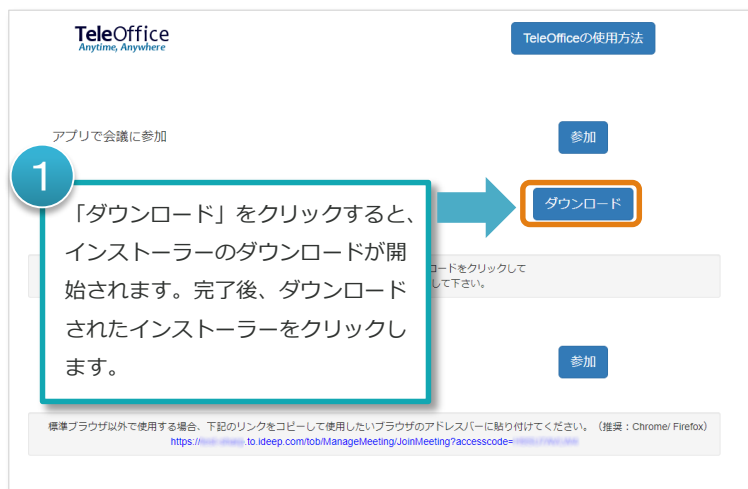 TeleOffice
Anytime, Anywhere
TeleOfficeの使用方法
アプリで会議に参加
参加
1
「ダウンロード」をクリックすると、
インストーラーのダウンロードが開
始されます。完了後、ダウンロード
されたインストーラーをクリックし
ます。
ダウンロード
ードをクリックして
して下さい。
参加
標準ブラウザ以外で使用する場合、下記のリンクをコピーして使用したいブラウザのアドレスバーに貼り付けてください。（推奨：Chrome/ Firefox）
https:// .to.ideep.com/tob/ManageMeeting/JoinMeeting?accesscode=